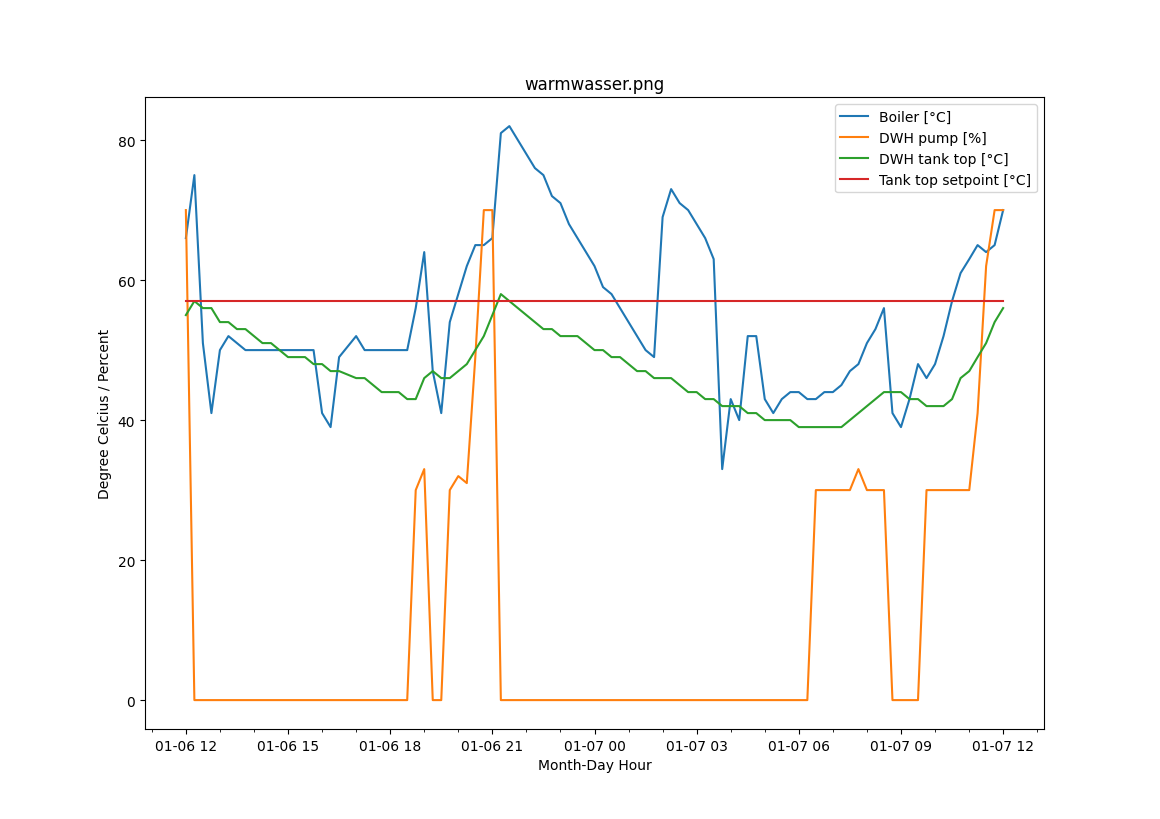 warmwasser.png
Boiler [°C]
DWH pump [%]
DWH tank top [°C]
Tank top setpoint [°C]
Degree Celcius / Percent
80
60
40
20
0
01-06 12 01-06 15 01-06 18 01-06 21 01-07 00 01-07 03 01-07 06 01-07 09 01-07 12
Month-Day Hour